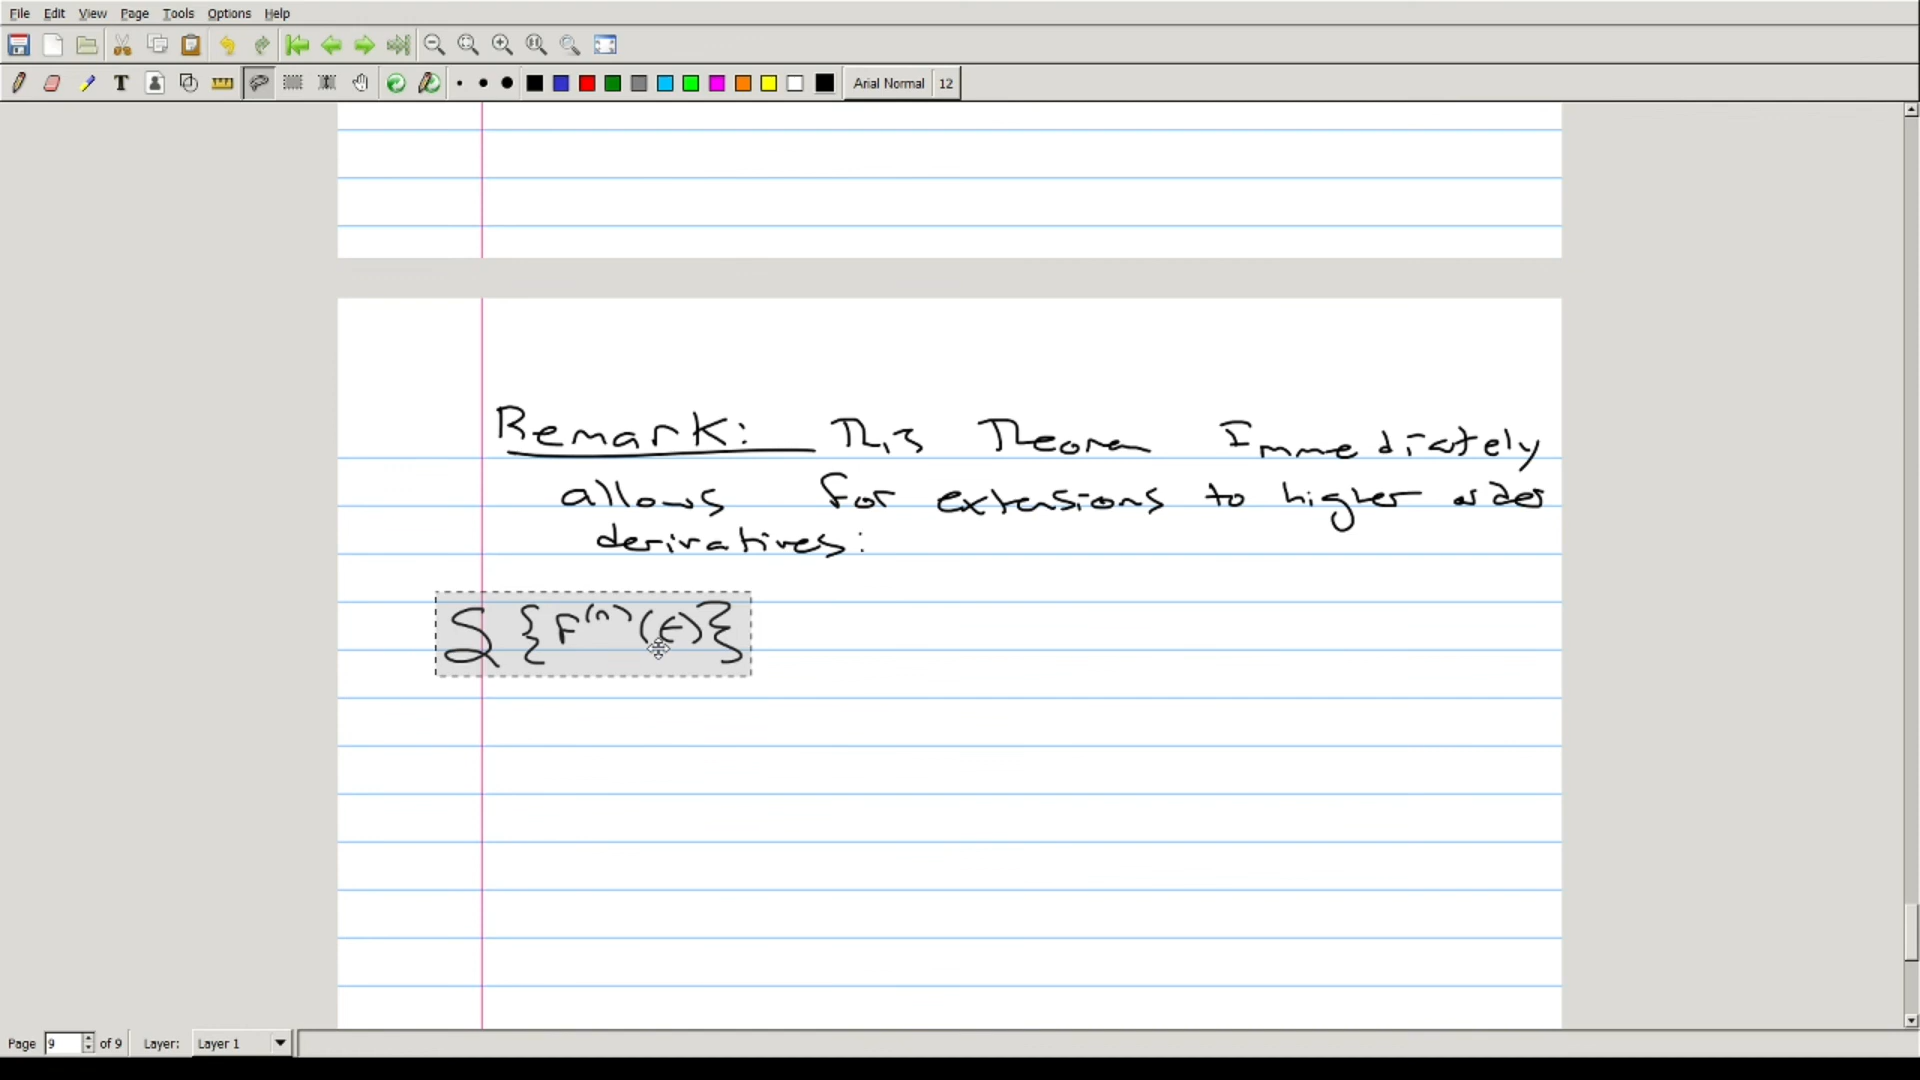 File Edit View Page Tools Options Help
Arial Normal 12
Remark: This Theorem Immediately
allows for extensions to higher order
derivatives:
ℒ {F⁽ⁿ⁾(t)}
Page 9 of 9 Layer: Layer 1